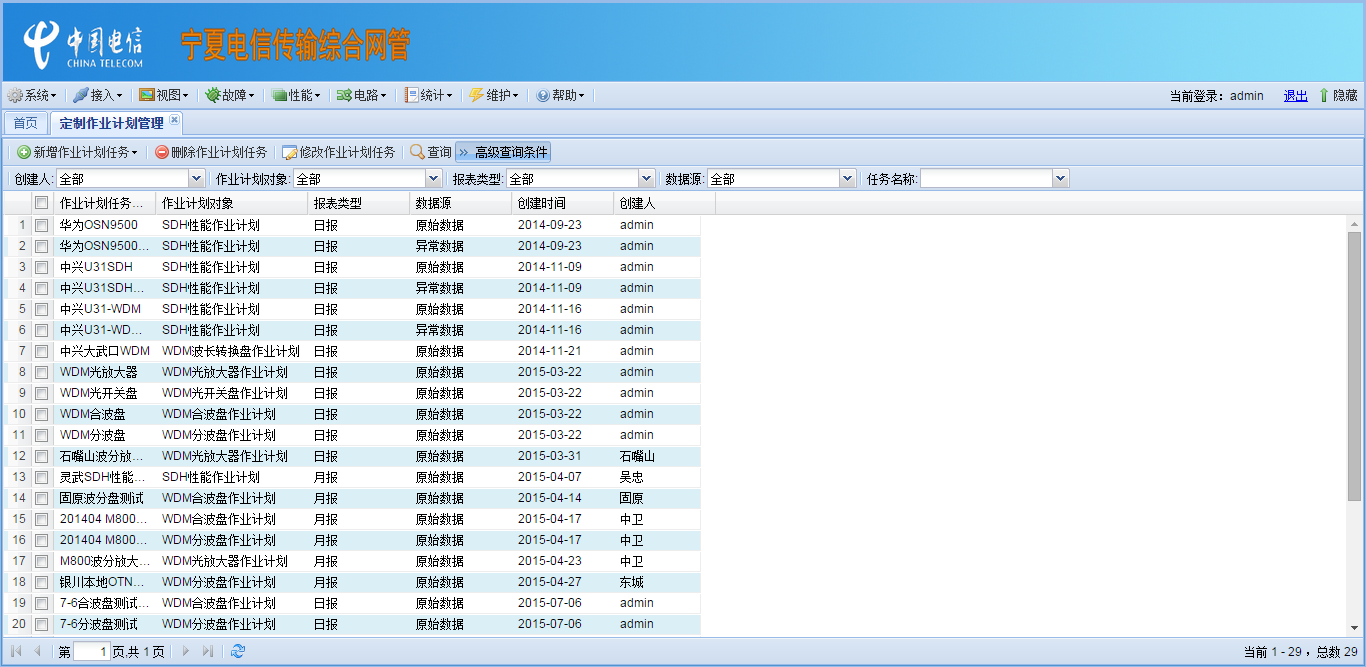 中国电信
CHINA TELECOM
宁夏电信传输综合网管
系统 接入 视图 故障 性能 电路 统计 维护 帮助 当前登录: admin 退出 隐藏
首页 定制作业计划管理
新增作业计划任务 删除作业计划任务 修改作业计划任务 查询 高级查询条件
创建人: 全部 作业计划对象: 全部 报表类型: 全部 数据源: 全部 任务名称:
作业计划任务... 作业计划对象 报表类型 数据源 创建时间 创建人
1 华为OSN9500 SDH性能作业计划 日报 原始数据 2014-09-23 admin
2 华为OSN9500... SDH性能作业计划 日报 异常数据 2014-09-23 admin
3 中兴U31SDH SDH性能作业计划 日报 原始数据 2014-11-09 admin
4 中兴U31SDH... SDH性能作业计划 日报 异常数据 2014-11-09 admin
5 中兴U31-WDM SDH性能作业计划 日报 原始数据 2014-11-16 admin
6 中兴U31-WD... SDH性能作业计划 日报 异常数据 2014-11-16 admin
7 中兴大武口WDM WDM波长转换盘作业计划 日报 原始数据 2014-11-21 admin
8 WDM光放大器 WDM光放大器作业计划 日报 原始数据 2015-03-22 admin
9 WDM光开关盘 WDM光开关盘作业计划 日报 原始数据 2015-03-22 admin
10 WDM合波盘 WDM合波盘作业计划 日报 原始数据 2015-03-22 admin
11 WDM分波盘 WDM分波盘作业计划 日报 原始数据 2015-03-22 admin
12 石嘴山波分放... WDM光放大器作业计划 日报 原始数据 2015-03-31 石嘴山
13 灵武SDH性能... SDH性能作业计划 月报 原始数据 2015-04-07 吴忠
14 固原波分盘测试 WDM合波盘作业计划 月报 原始数据 2015-04-14 固原
15 201404 M800... WDM合波盘作业计划 月报 原始数据 2015-04-17 中卫
16 201404 M800... WDM分波盘作业计划 月报 原始数据 2015-04-17 中卫
17 M800波分放大... WDM光放大器作业计划 月报 原始数据 2015-04-23 中卫
18 银川本地OTN... WDM分波盘作业计划 月报 原始数据 2015-04-27 东城
19 7-6合波盘测试... WDM合波盘作业计划 日报 原始数据 2015-07-06 admin
20 7-6分波盘测试 WDM分波盘作业计划 日报 原始数据 2015-07-06 admin
第 1 页,共 1 页 当前 1 - 29 ，总数 29